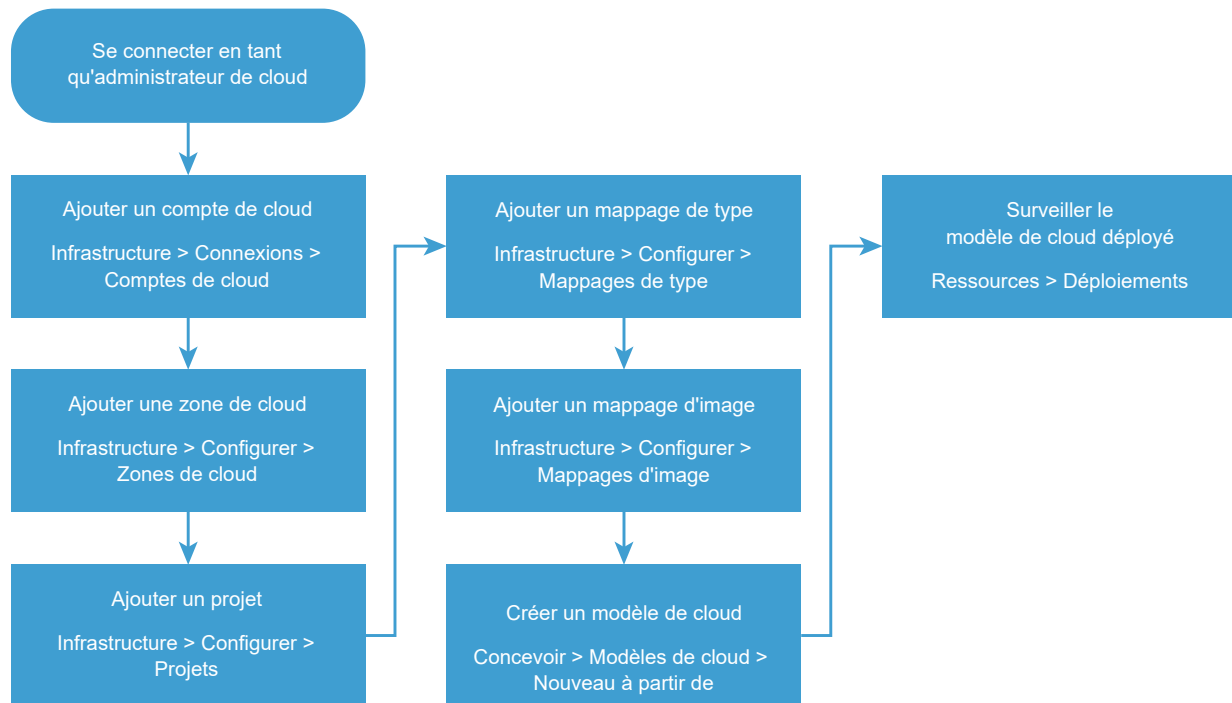 Se connecter en tant
qu'administrateur de cloud
Ajouter un compte de cloud
Infrastructure > Connexions >
Comptes de cloud
Ajouter une zone de cloud
Infrastructure > Configurer >
Zones de cloud
Ajouter un projet
Infrastructure > Configurer >
Projets
Ajouter un mappage de type
Infrastructure > Configurer >
Mappages de type
Ajouter un mappage d'image
Infrastructure > Configurer >
Mappages d'image
Créer un modèle de cloud
Concevoir > Modèles de cloud >
Nouveau à partir de
Surveiller le
modèle de cloud déployé
Ressources > Déploiements